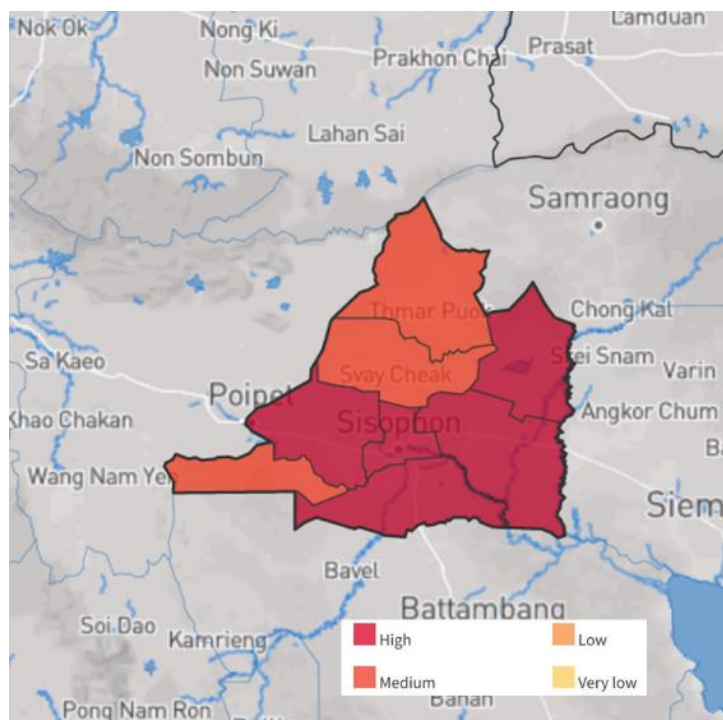 Lamduan
Nok Ok
Nong Ki
Prakhon Chai
Prasat
Non Suwan
Lahan Sai
Non Sombun
Samraong
Thmar Puok
Chong Kal
Srei Snam
Sa Kaeo
Varin
Svay Cheak
Poipet
Khao Chakan
Angkor Chum
Sisophon
Wang Nam Yen
Siem
Bavel
Battambang
Soi Dao
Kamrieng
High
Low
Medium
Very low
Pong Nam Ron